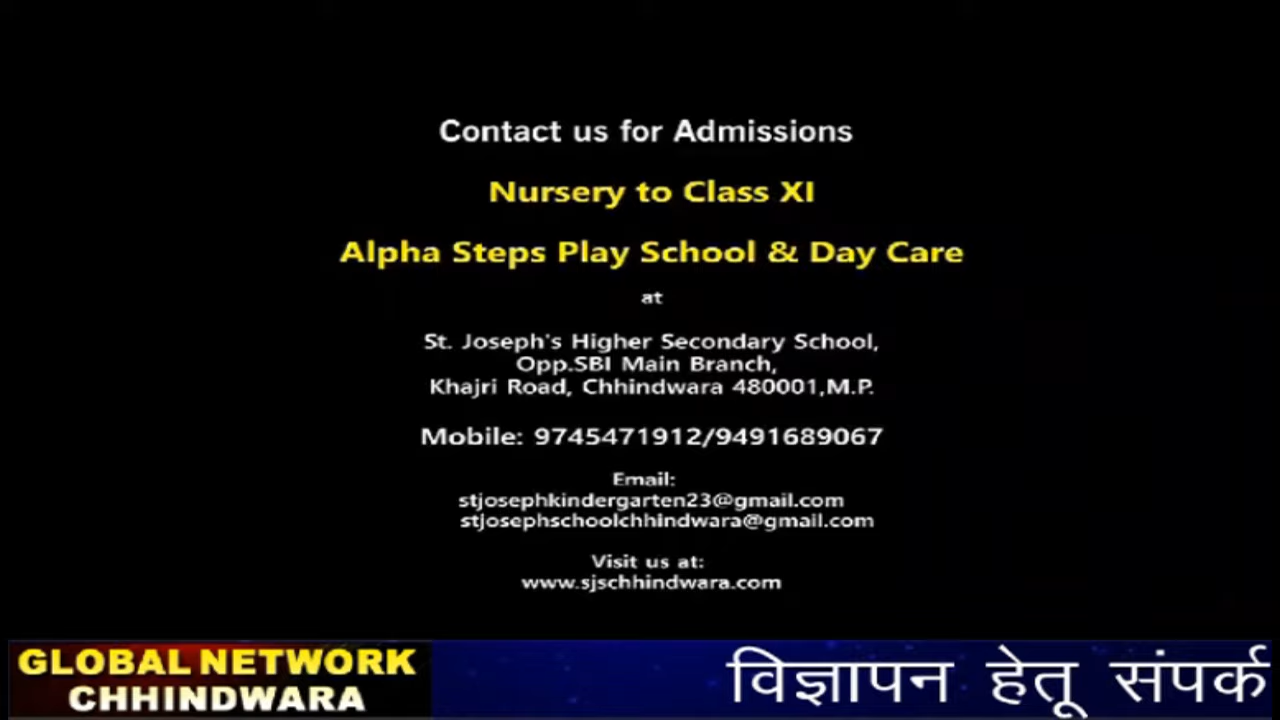 Contact us for Admissions
Nursery to Class XI
Alpha Steps Play School & Day Care
at
St. Joseph's Higher Secondary School,
Opp.SBI Main Branch,
Khajri Road, Chhindwara 480001,M.P.
Mobile: 9745471912/9491689067
Email:
stjosephkindergarten23@gmail.com
stjosephschoolchhindwara@gmail.com
Visit us at:
www.sjschhindwara.com
GLOBAL NETWORK
CHHINDWARA
विज्ञापन हेतू संपर्क